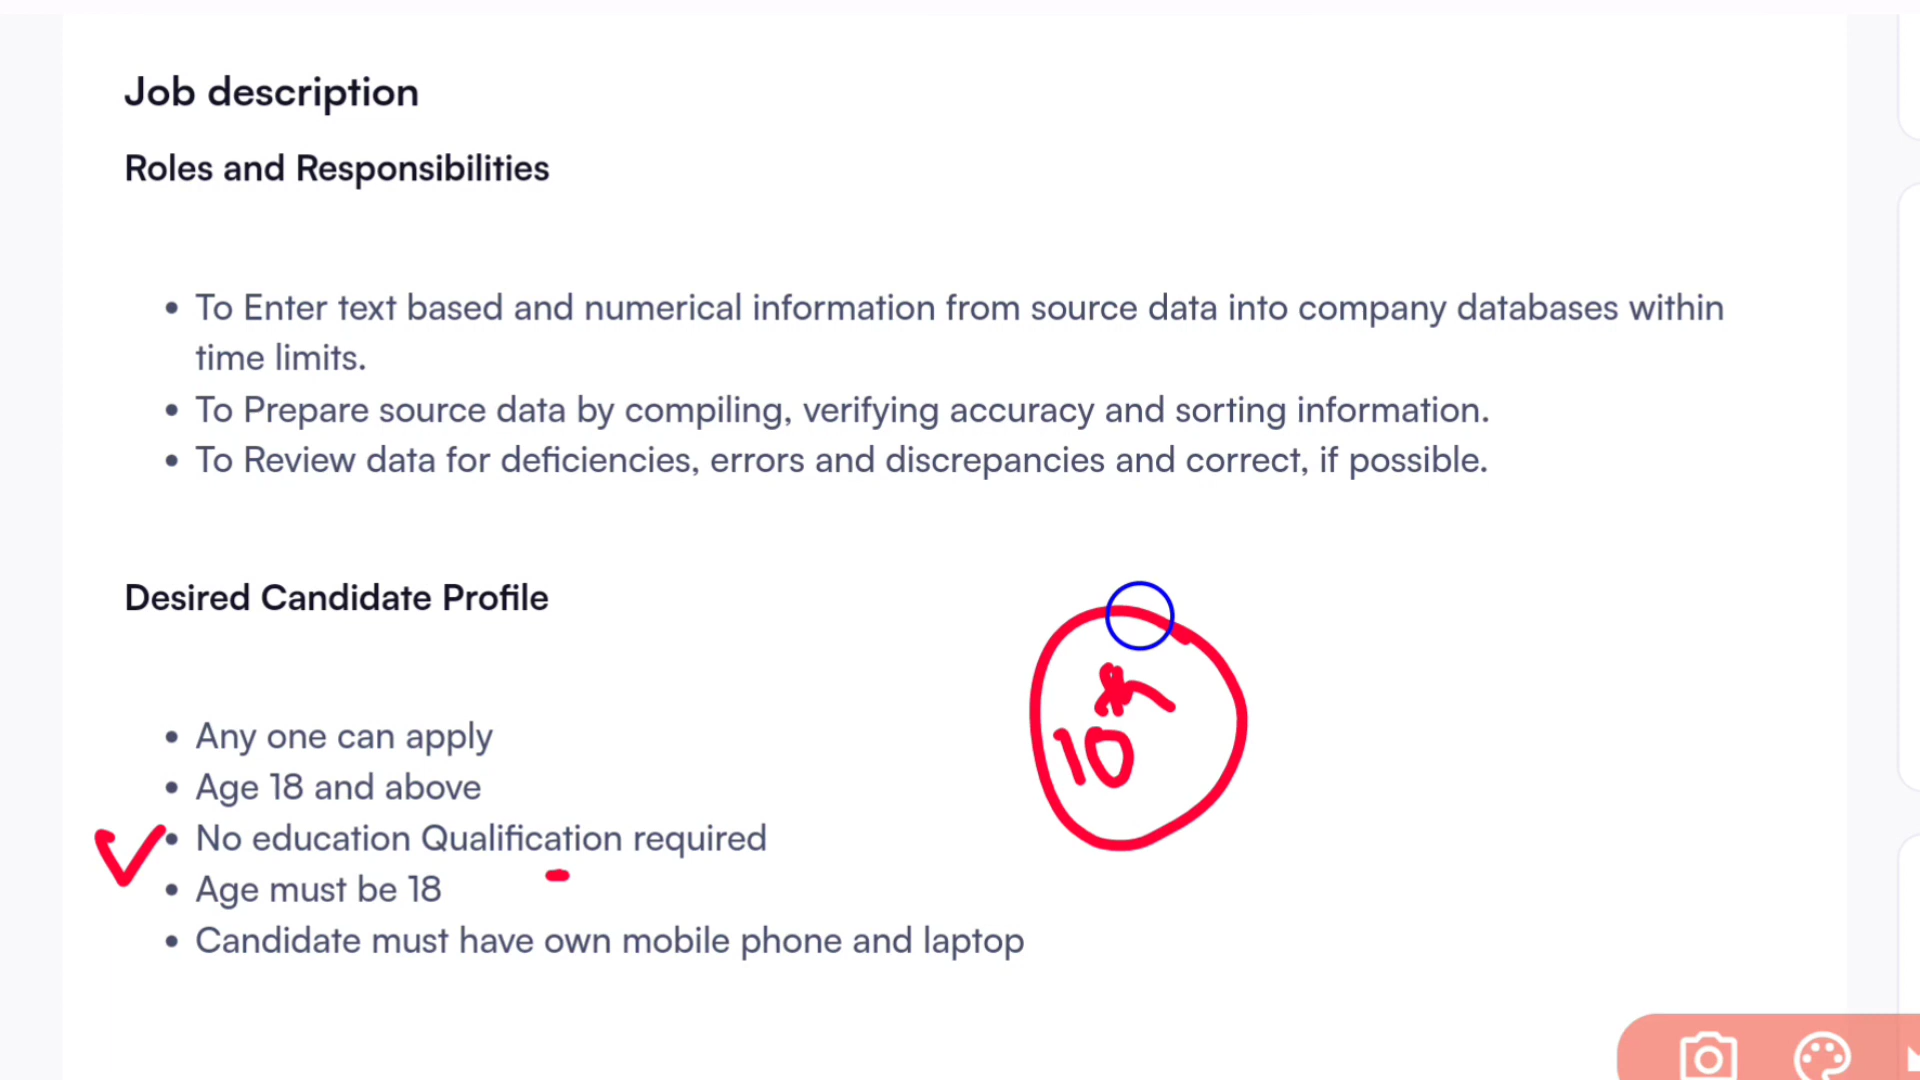 Job description
Roles and Responsibilities
• To Enter text based and numerical information from source data into company databases within
time limits.
• To Prepare source data by compiling, verifying accuracy and sorting information.
• To Review data for deficiencies, errors and discrepancies and correct, if possible.
Desired Candidate Profile
10
• Any one can apply
• Age 18 and above
• No education Qualification required
• Age must be 18
• Candidate must have own mobile phone and laptop